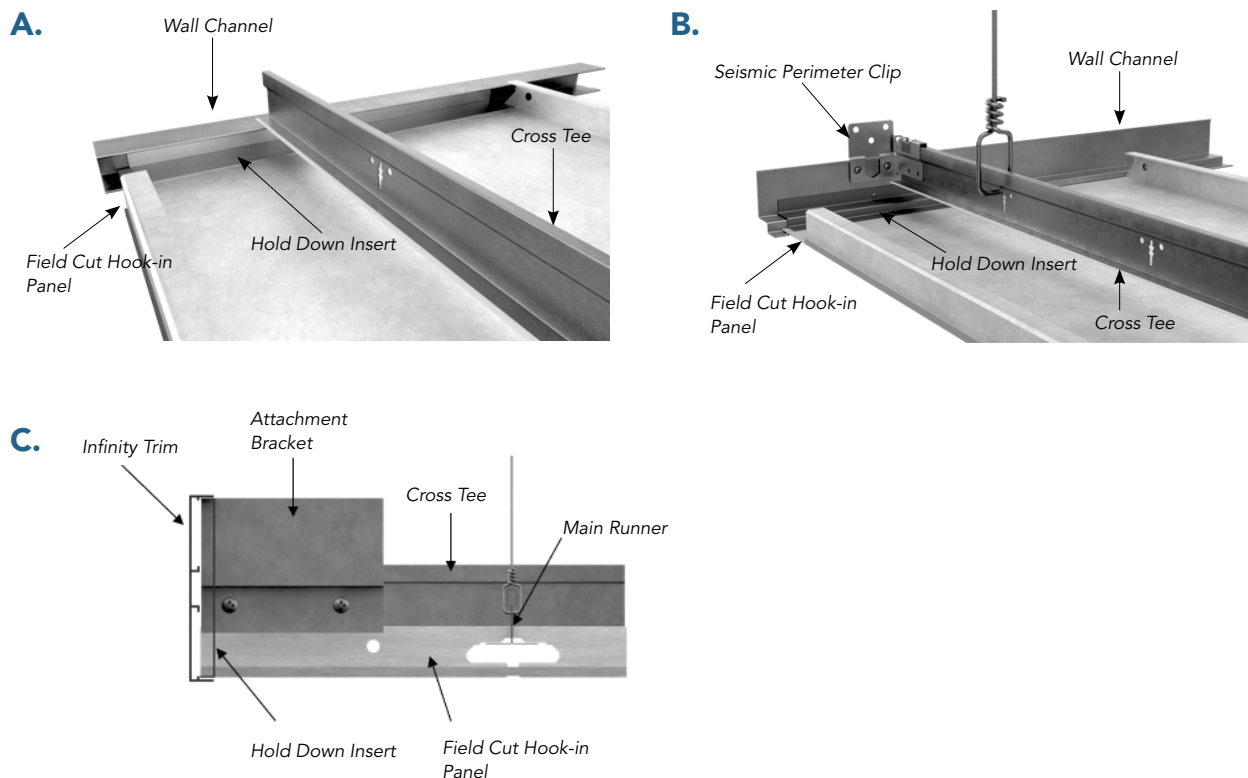 A.
Wall Channel
Cross Tee
Hold Down Insert
Field Cut Hook-in
Panel
B.
Seismic Perimeter Clip
Wall Channel
Hold Down Insert
Field Cut Hook-in
Panel
Cross Tee
C.
Infinity Trim
Attachment
Bracket
Cross Tee
Main Runner
Hold Down Insert
Field Cut Hook-in
Panel